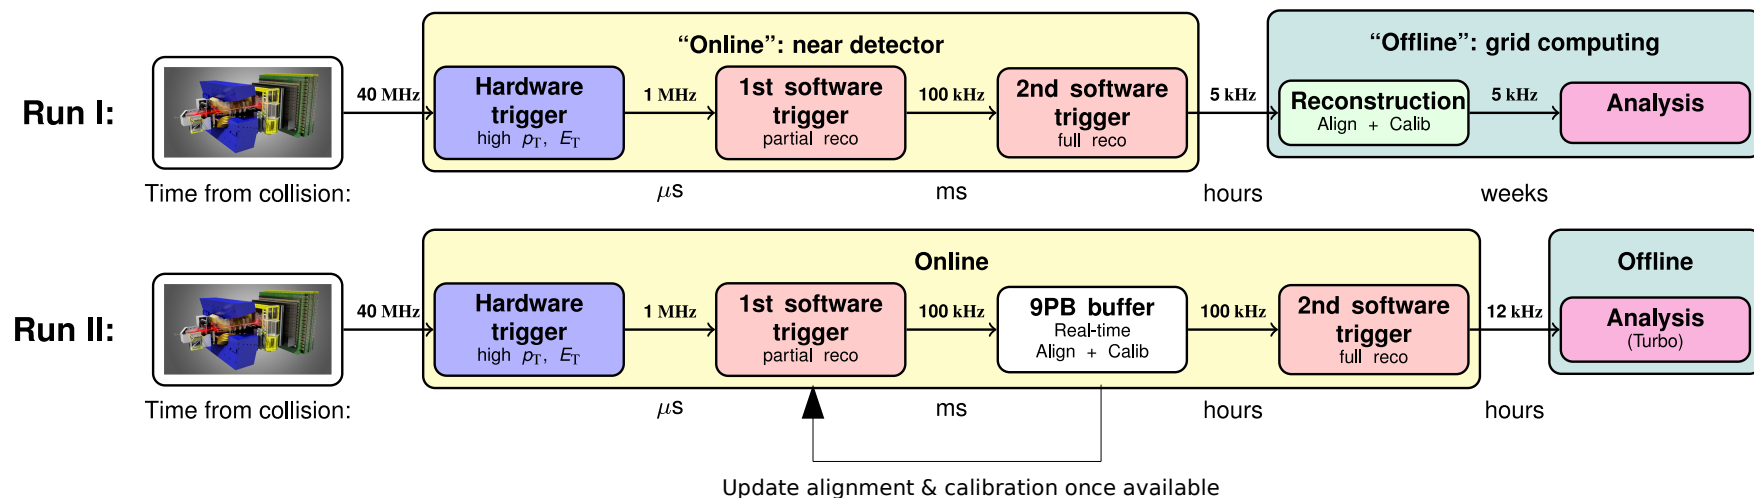 Run I:
“Online”: near detector
“Offline”: grid computing
40 MHz
Hardware
trigger
high pT, ET
1 MHz
1st software
trigger
partial reco
100 kHz
2nd software
trigger
full reco
5 kHz
Reconstruction
Align + Calib
5 kHz
Analysis
Time from collision:
μs
ms
hours
weeks
Run II:
Online
Offline
40 MHz
Hardware
trigger
high pT, ET
1 MHz
1st software
trigger
partial reco
100 kHz
9PB buffer
Real-time
Align + Calib
100 kHz
2nd software
trigger
full reco
12 kHz
Analysis
(Turbo)
Time from collision:
μs
ms
hours
hours
Update alignment & calibration once available